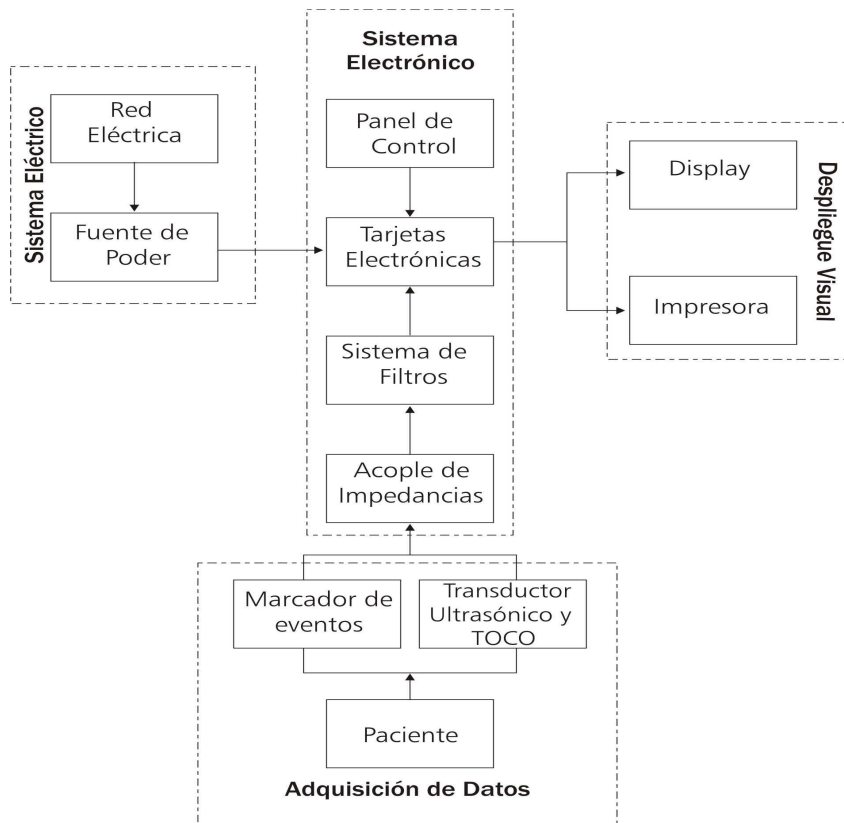 Sistema
Electrónico
Sistema Eléctrico
Red
Eléctrica
Fuente de
Poder
Panel de
Control
Tarjetas
Electrónicas
Sistema de
Filtros
Acople de
Impedancias
Display
Impresora
Despliegue Visual
Marcador de
eventos
Transductor
Ultrasónico y
TOCO
Paciente
Adquisición de Datos